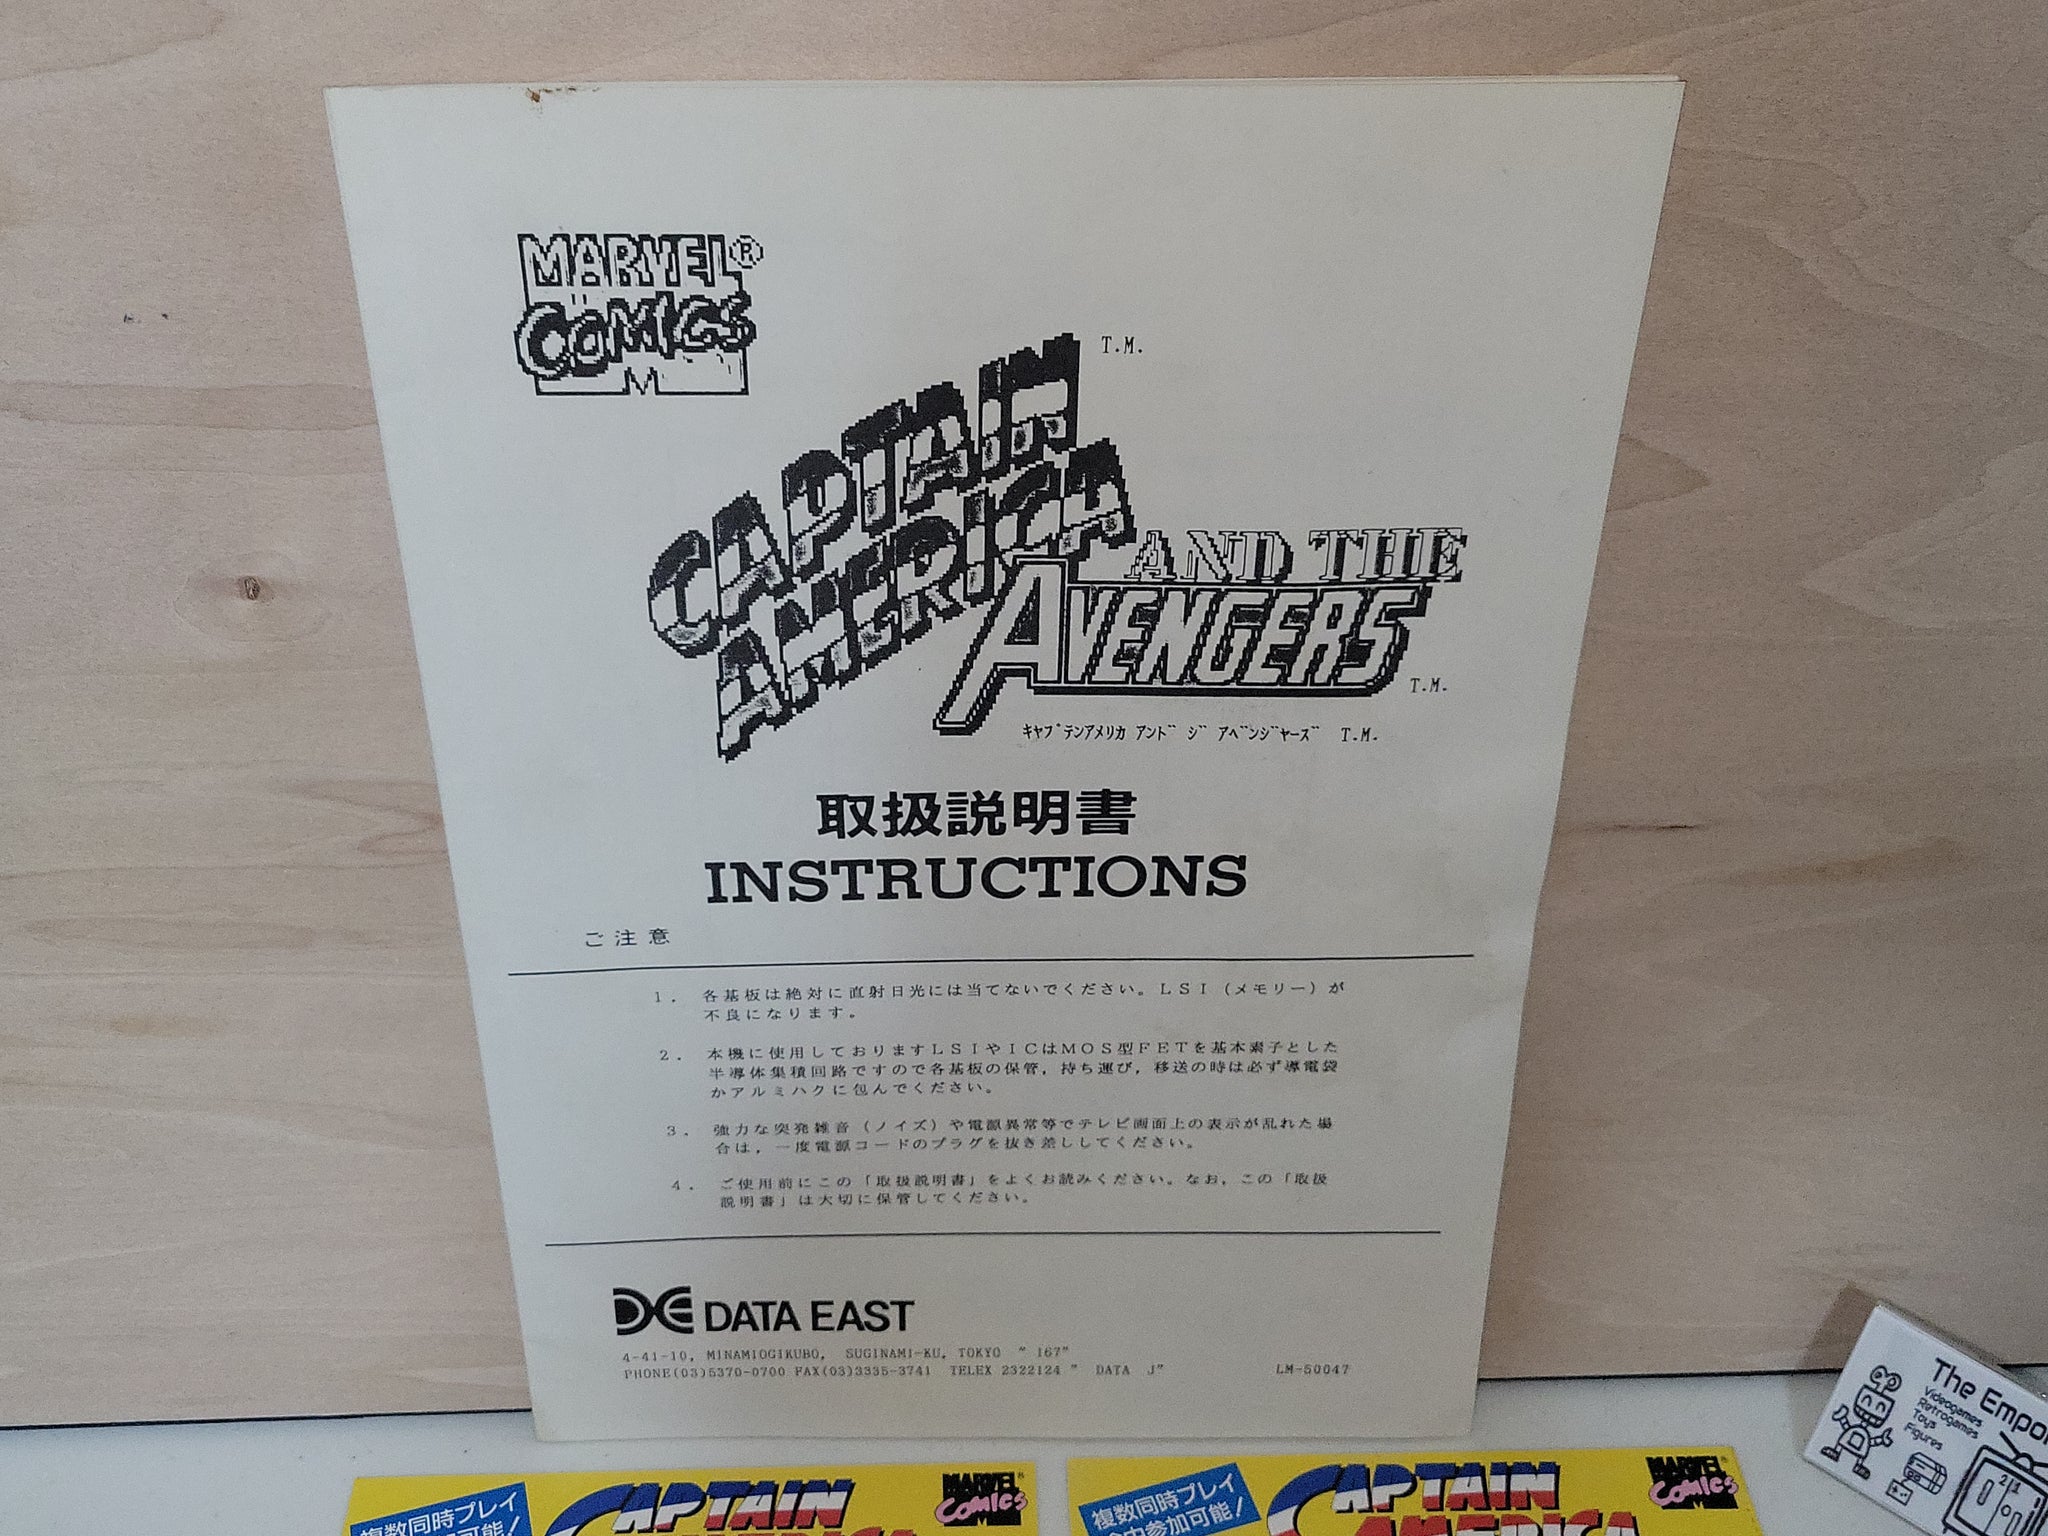 MARVEL®
COMICS
CAPTAIN T.M.
AMERICA
AND THE
AVENGERS T.M.
キャプテンアメリカ アンド ジ アベンジャーズ T.M.
取扱説明書
INSTRUCTIONS
ご注意
1. 各基板は絶対に直射日光には当てないでください。LSI（メモリー）が
不良になります。
2. 本機に使用しておりますLSIやICはMOS型FETを基本素子とした
半導体集積回路ですので各基板の保管，持ち運び，移送の時は必ず導電袋
かアルミハクに包んでください。
3. 強力な突発雑音（ノイズ）や電源異常等でテレビ画面上の表示が乱れた場
合は，一度電源コードのプラグを抜き差ししてください。
4. ご使用前にこの「取扱説明書」をよくお読みください。なお，この「取扱
説明書」は大切に保管してください。
DE DATA EAST
4-41-10, MINAMIOGIKUBO, SUGINAMI-KU, TOKYO " 167"
PHONE(03)5370-0700 FAX(03)3335-3741 TELEX 2322124 " DATA J" LM-50047
The Empo
Videogames
Retrogames
Toys
Figures
複数同時プレイ
可能！
CAPTAIN
AMERICA
MARVEL
COMICS
複数同時プレイ
途中参加可能！
CAPTAIN
AMERICA
MARVEL
COMICS